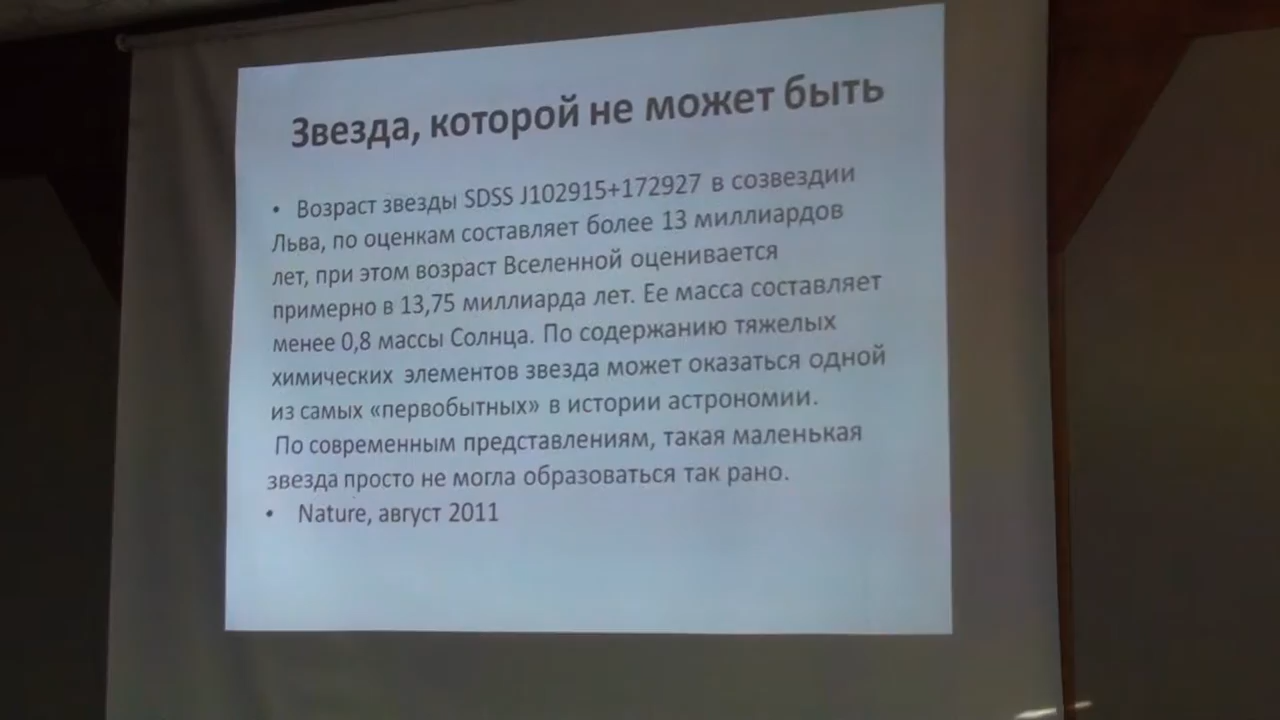 Звезда, которой не может быть
• Возраст звезды SDSS J102915+172927 в созвездии
Льва, по оценкам составляет более 13 миллиардов
лет, при этом возраст Вселенной оценивается
примерно в 13,75 миллиарда лет. Ее масса составляет
менее 0,8 массы Солнца. По содержанию тяжелых
химических элементов звезда может оказаться одной
из самых «первобытных» в истории астрономии.
По современным представлениям, такая маленькая
звезда просто не могла образоваться так рано.
• Nature, август 2011